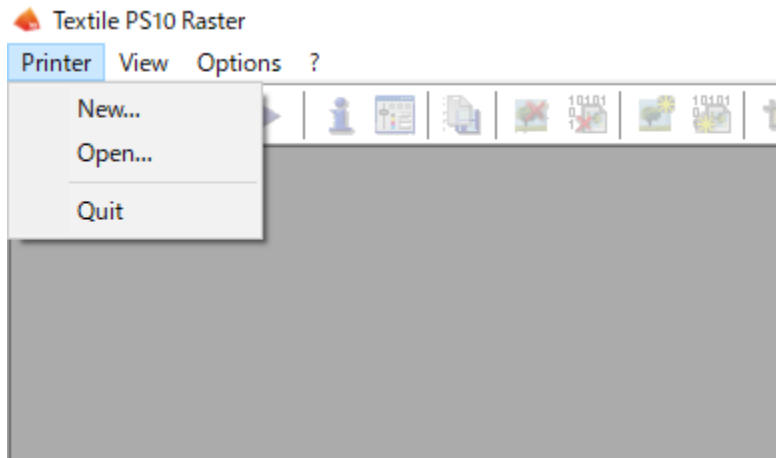 Textile PS10 Raster
Printer View Options ?
New...
Open...
Quit